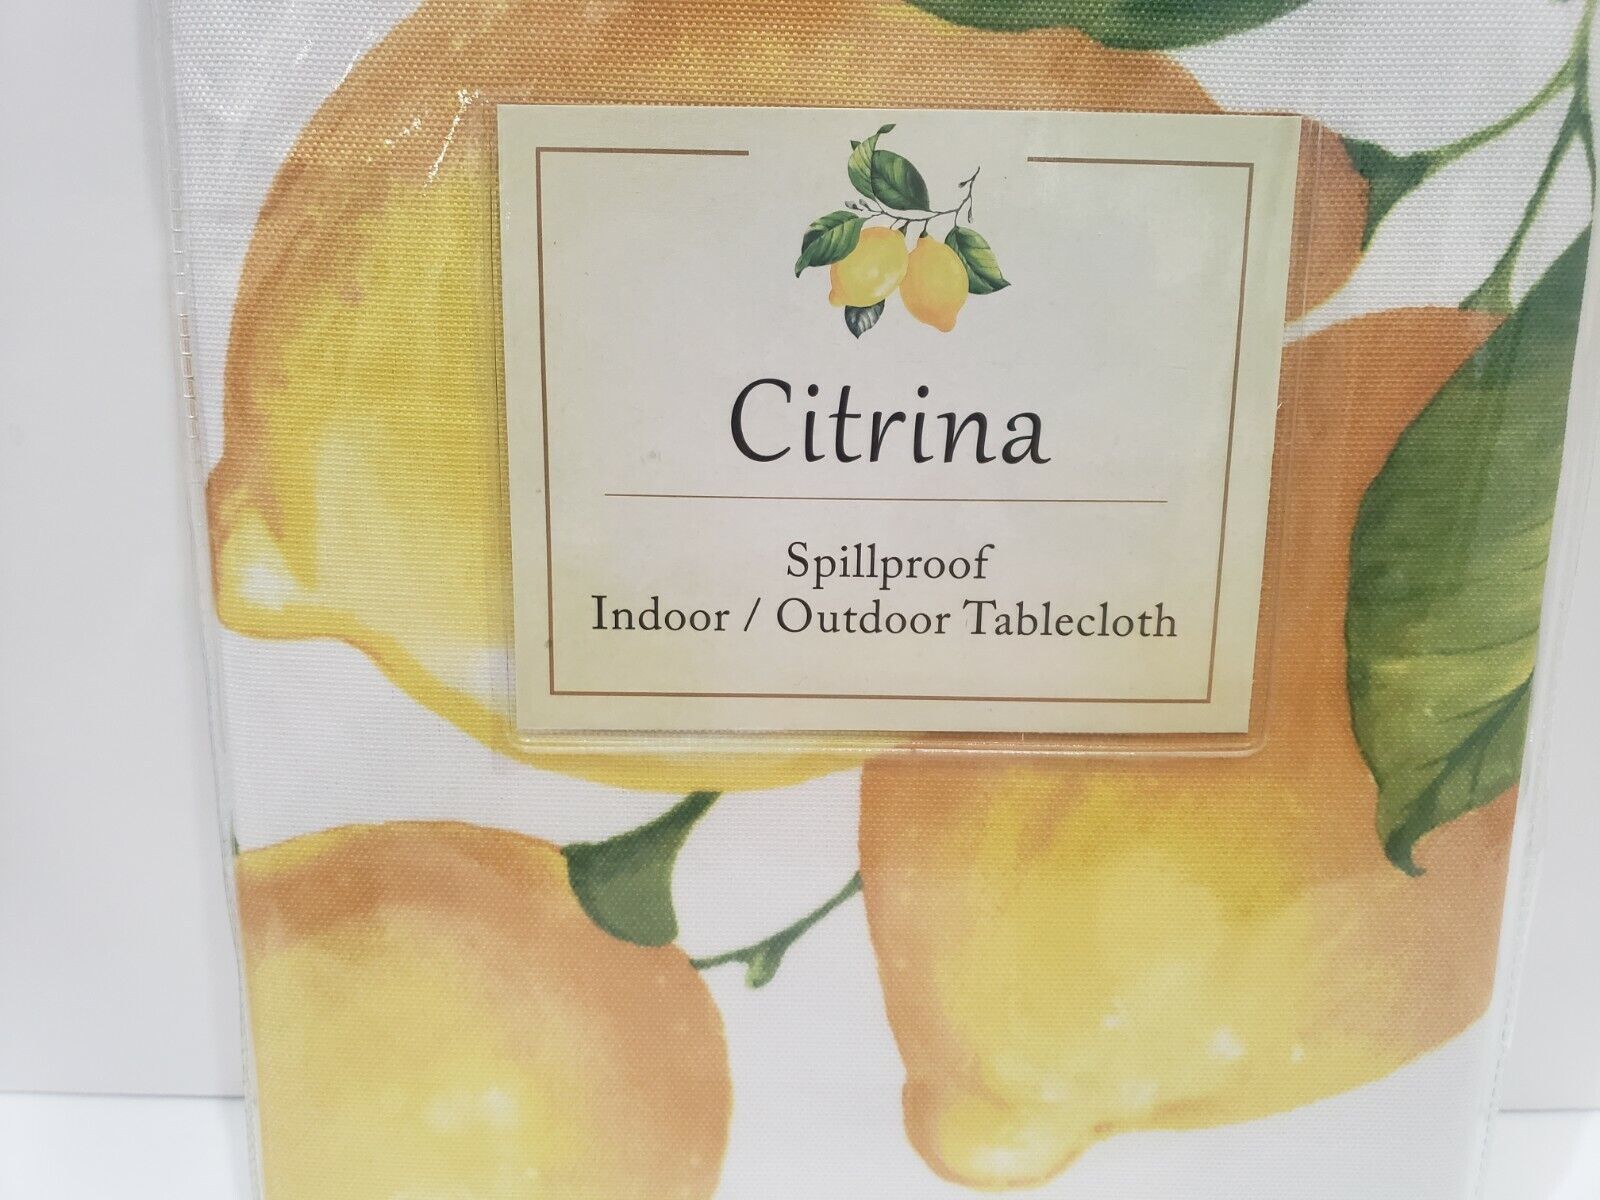 Citrina
Spillproof
Indoor / Outdoor Tablecloth